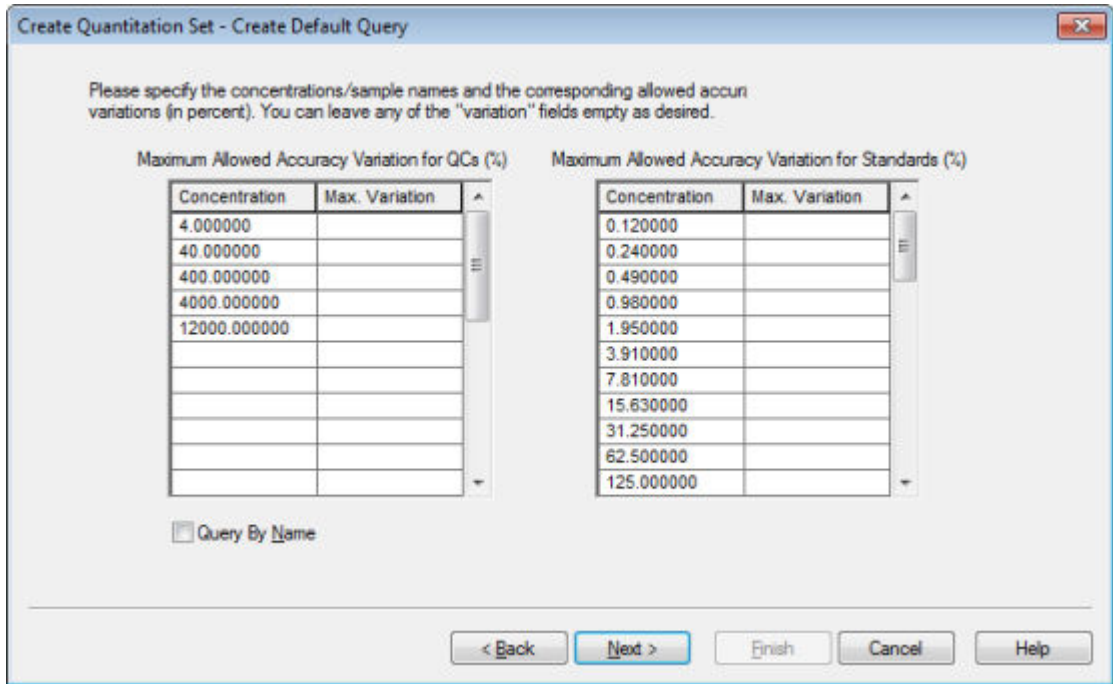 Create Quantitation Set - Create Default Query
Please specify the concentrations/sample names and the corresponding allowed accur
variations (in percent). You can leave any of the "variation" fields empty as desired.
Maximum Allowed Accuracy Variation for QCs (%)
Concentration Max. Variation
4.000000
40.000000
400.000000
4000.000000
12000.000000
Query By Name
Maximum Allowed Accuracy Variation for Standards (%)
Concentration Max. Variation
0.120000
0.240000
0.490000
0.980000
1.950000
3.910000
7.810000
15.630000
31.250000
62.500000
125.000000
< Back Next > Finish Cancel Help